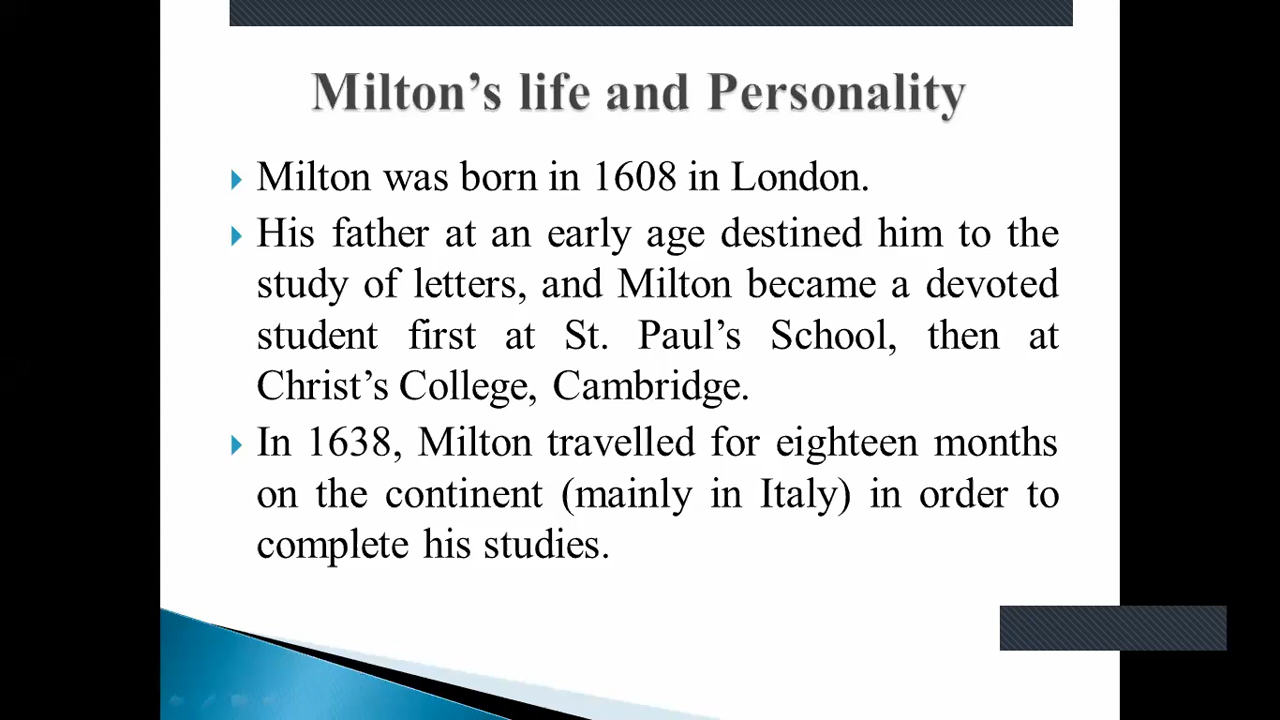 Milton’s life and Personality
Milton was born in 1608 in London.
His father at an early age destined him to the
study of letters, and Milton became a devoted
student first at St. Paul’s School, then at
Christ’s College, Cambridge.
In 1638, Milton travelled for eighteen months
on the continent (mainly in Italy) in order to
complete his studies.